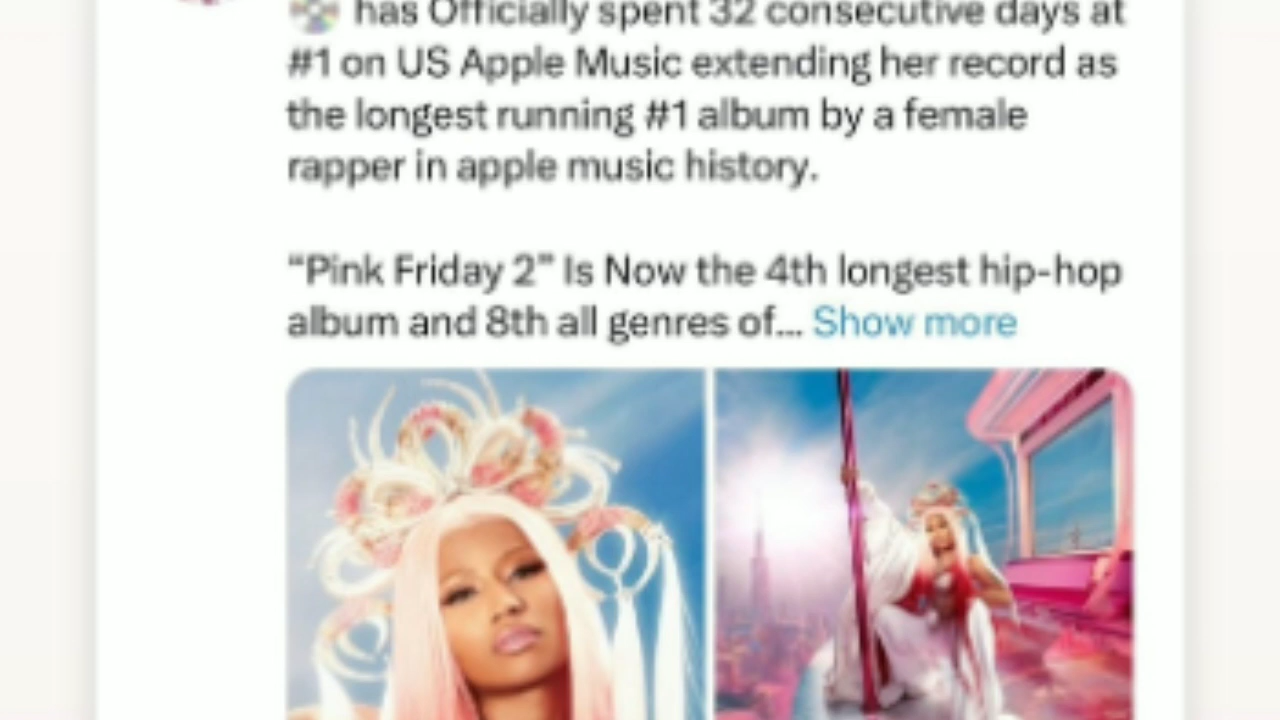 has Officially spent 32 consecutive days at
#1 on US Apple Music extending her record as
the longest running #1 album by a female
rapper in apple music history.
“Pink Friday 2” Is Now the 4th longest hip-hop
album and 8th all genres of... Show more